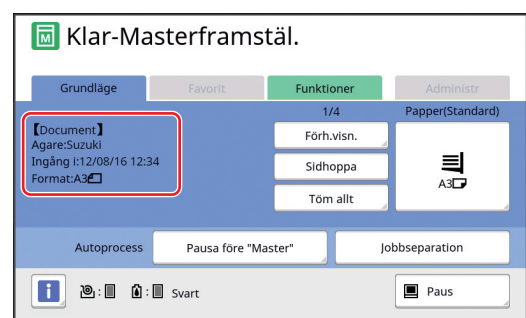 Klar-Masterframstäl.
Grundläge
Favorit
Funktioner
Administr
【Document】
Agare:Suzuki
Ingång i:12/08/16 12:34
Format:A3
1/4
Förh.visn.
Sidhoppa
Töm allt
Papper(Standard)
A3
Autoprocess
Pausa före "Master"
Jobbseparation
i
: : Svart
Paus